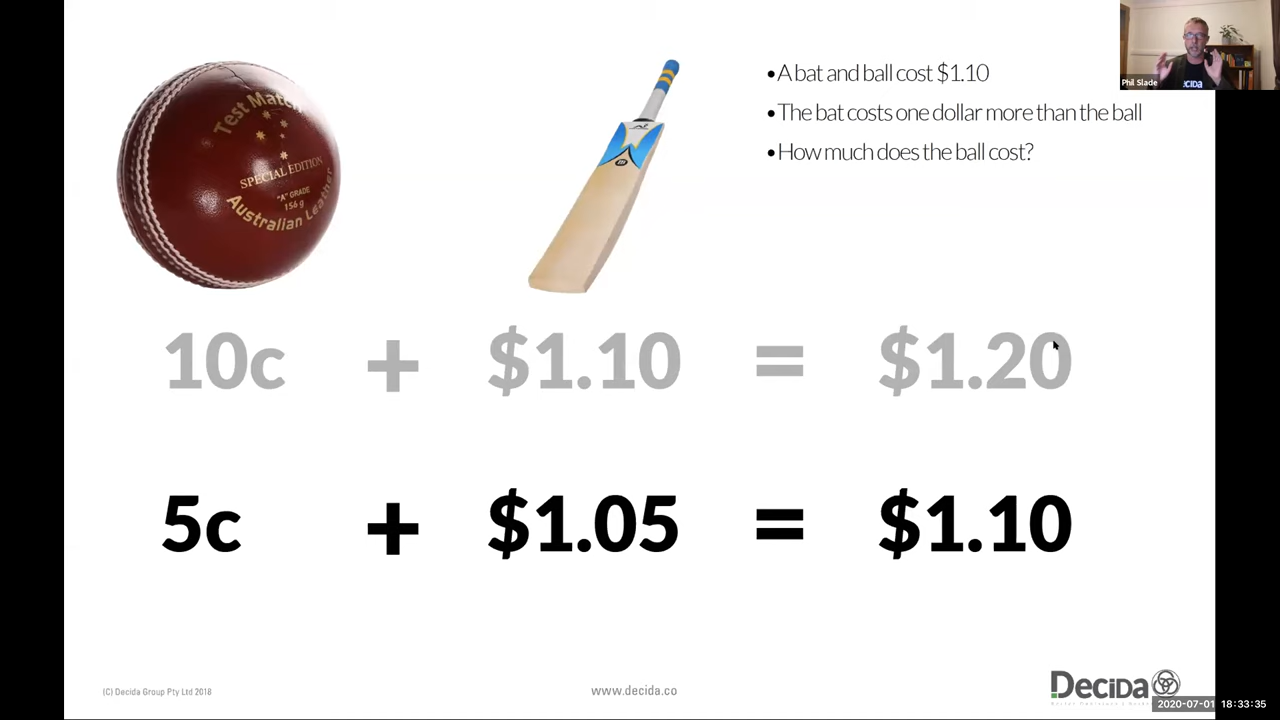 Test Match
SPECIAL EDITION
"A" GRADE
156 g
Australian Leather
•A bat and ball cost $1.10
•The bat costs one dollar more than the ball
•How much does the ball cost?
Phil Slade
DECIDA
10c + $1.10 = $1.20
5c + $1.05 = $1.10
(C) Decida Group Pty Ltd 2018
www.decida.co
DeciDa
2020-07-01 18:33:35